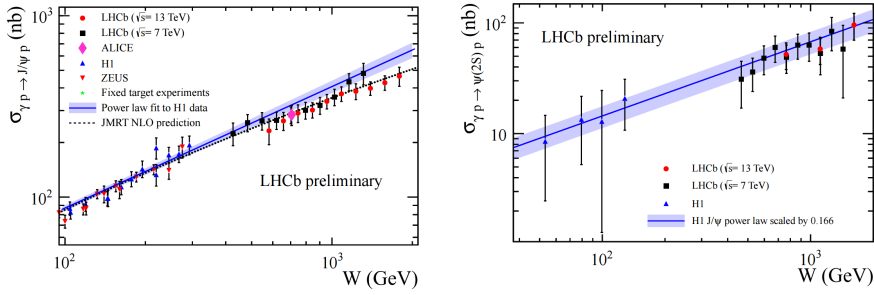 σγ p → J/ψ p (nb)
10³
10²
LHCb (√s= 13 TeV)
LHCb (√s= 7 TeV)
ALICE
H1
ZEUS
Fixed target experiments
Power law fit to H1 data
JMRT NLO prediction
LHCb preliminary
10² 10³
W (GeV)
σγ p → ψ(2S) p (nb)
10²
10
LHCb preliminary
LHCb (√s= 13 TeV)
LHCb (√s= 7 TeV)
H1
H1 J/ψ power law scaled by 0.166
10² 10³
W (GeV)